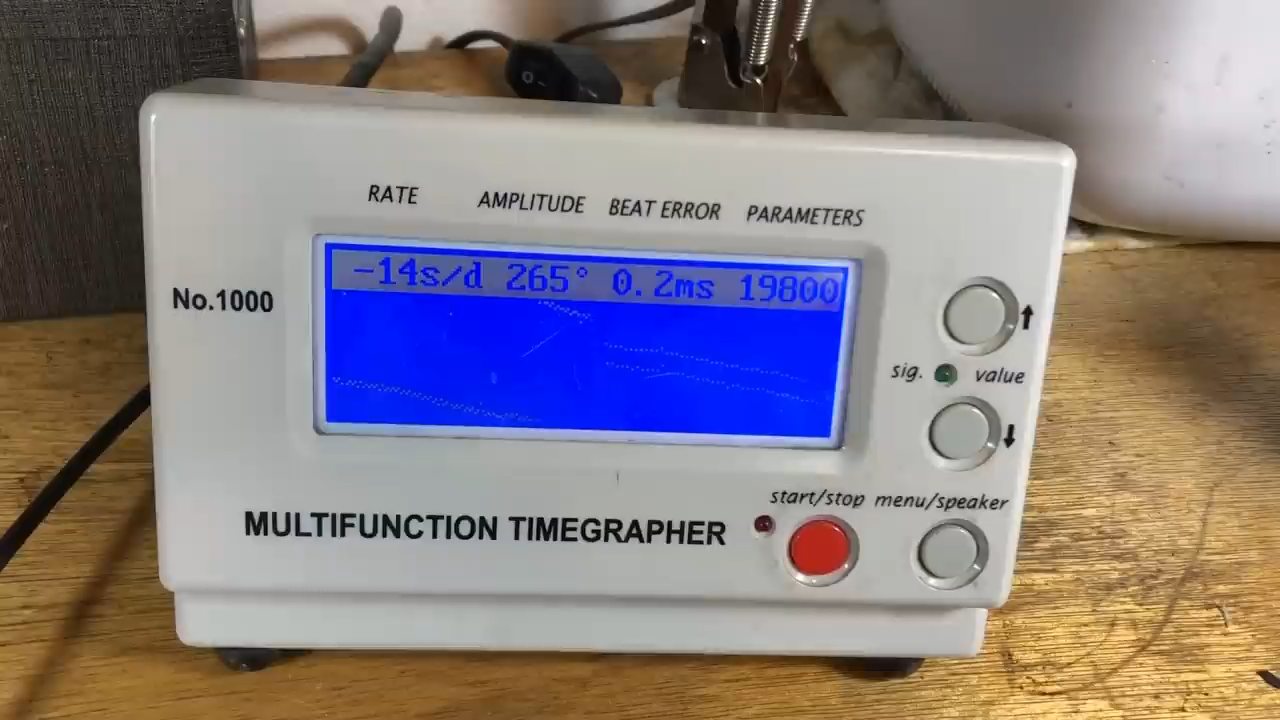 RATE AMPLITUDE BEAT ERROR PARAMETERS
-14s/d 265° 0.2ms 19800
No.1000
↑
sig. value
↓
start/stop menu/speaker
MULTIFUNCTION TIMEGRAPHER